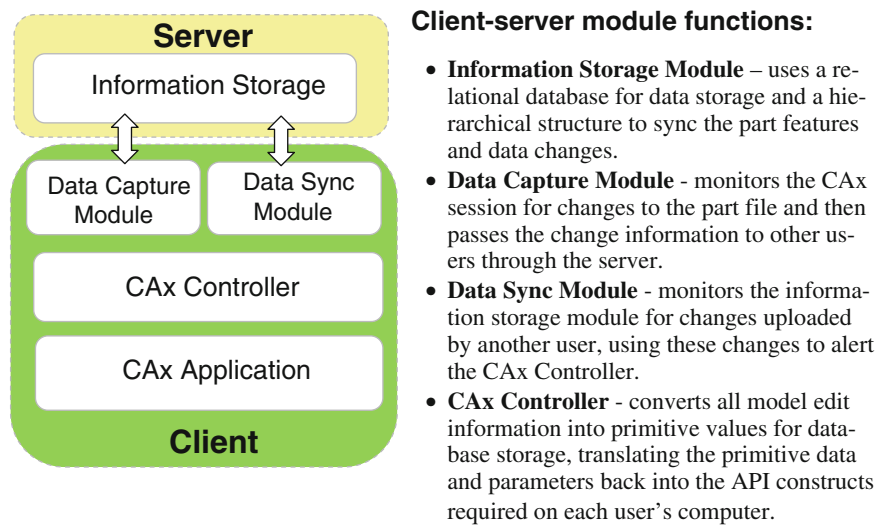 Server
Information Storage
Data Capture
Module
Data Sync
Module
CAx Controller
CAx Application
Client
Client-server module functions:
• Information Storage Module – uses a re-
lational database for data storage and a hie-
rarchical structure to sync the part features
and data changes.
• Data Capture Module - monitors the CAx
session for changes to the part file and then
passes the change information to other us-
ers through the server.
• Data Sync Module - monitors the informa-
tion storage module for changes uploaded
by another user, using these changes to alert
the CAx Controller.
• CAx Controller - converts all model edit
information into primitive values for data-
base storage, translating the primitive data
and parameters back into the API constructs
required on each user's computer.